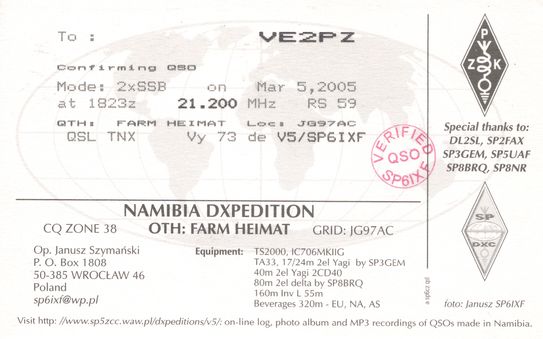 To : VE2PZ
Confirming QSO
Mode: 2xSSB on Mar 5,2005
at 1823z 21.200 MHz RS 59
QTH: FARM HEIMAT Loc: JG97AC
QSL TNX Vy 73 de V5/SP6IXF
VERIFIED
QSO
SP6IXF
P
Z K
Special thanks to:
DL2SL, SP2FAX
SP3GEM, SP5UAF
SP8BRQ, SP8NR
SP
DXC
foto: Janusz SP6IXF
NAMIBIA DXPEDITION
CQ ZONE 38 QTH: FARM HEIMAT GRID: JG97AC
Op. Janusz Szymański
P. O. Box 1808
50-385 WROCŁAW 46
Poland
sp6ixf@wp.pl
Equipment: TS2000, IC706MKIIG
TA33, 17/24m 2el Yagi by SP3GEM
40m 2el Yagi 2CD40
80m 2el delta by SP8BRQ
160m Inv L 55m
Beverages 320m - EU, NA, AS
Visit http: //www.sp5zcc.waw.pl/dxpeditions/v5/: on-line log, photo album and MP3 recordings of QSOs made in Namibia.